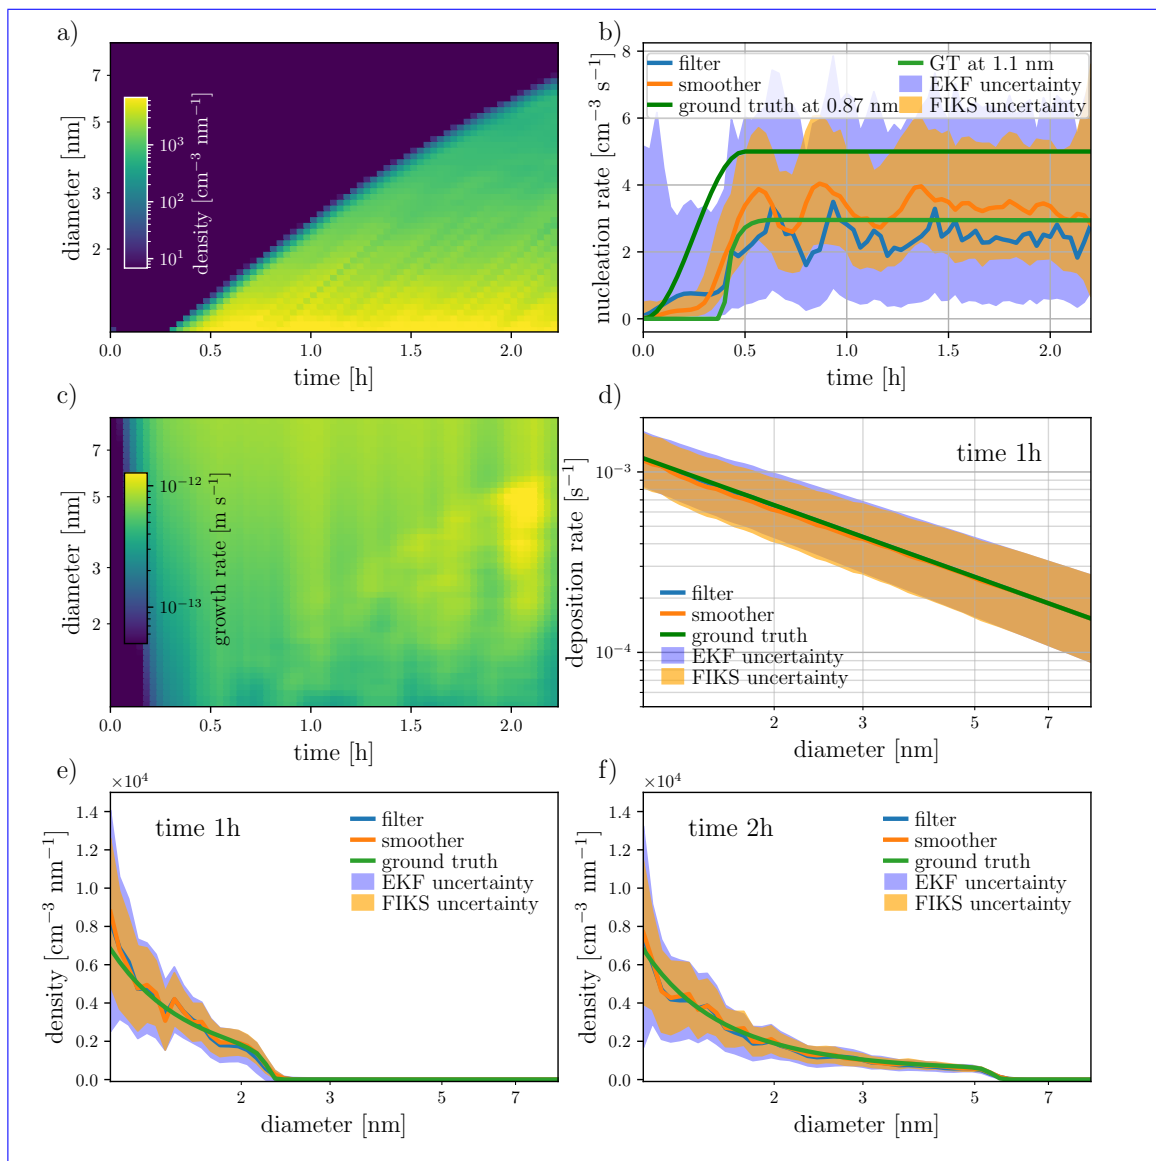 a)
diameter [nm]
7
5
3
2
10³
10²
10¹
density [cm⁻³ nm⁻¹]
0.0 0.5 1.0 1.5 2.0
time [h]
b)
nucleation rate [cm⁻³ s⁻¹]
8
6
4
2
0
filter
smoother
ground truth at 0.87 nm
GT at 1.1 nm
EKF uncertainty
FIKS uncertainty
0.0 0.5 1.0 1.5 2.0
time [h]
c)
diameter [nm]
7
5
3
2
10⁻¹²
10⁻¹³
growth rate [m s⁻¹]
0.0 0.5 1.0 1.5 2.0
time [h]
d)
deposition rate [s⁻¹]
10⁻³
10⁻⁴
time 1h
filter
smoother
ground truth
EKF uncertainty
FIKS uncertainty
2 3 5 7
diameter [nm]
e)
×10⁴
density [cm⁻³ nm⁻¹]
1.4
1.2
1.0
0.8
0.6
0.4
0.2
0.0
time 1h
filter
smoother
ground truth
EKF uncertainty
FIKS uncertainty
2 3 5 7
diameter [nm]
f)
×10⁴
density [cm⁻³ nm⁻¹]
1.4
1.2
1.0
0.8
0.6
0.4
0.2
0.0
time 2h
filter
smoother
ground truth
EKF uncertainty
FIKS uncertainty
2 3 5 7
diameter [nm]